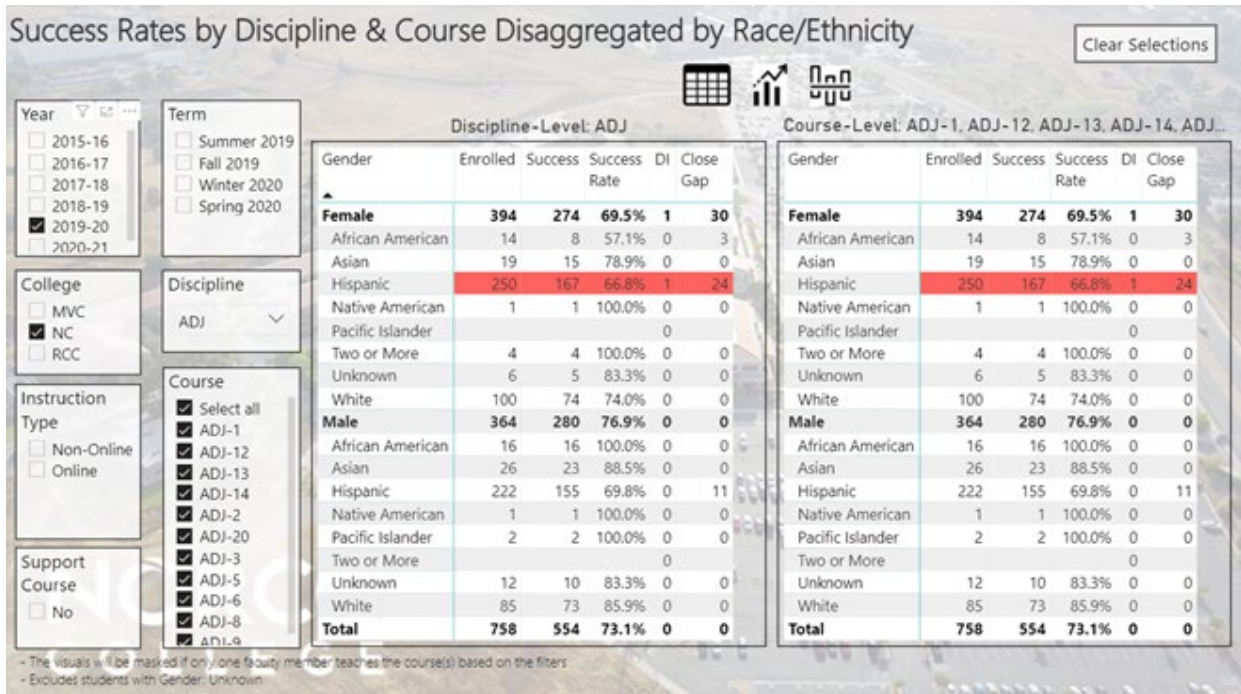 Success Rates by Discipline & Course Disaggregated by Race/Ethnicity
Clear Selections
Year
2015-16
2016-17
2017-18
2018-19
2019-20
2020-21
Term
Summer 2019
Fall 2019
Winter 2020
Spring 2020
College
MVC
NC
RCC
Discipline
ADJ
Instruction
Type
Non-Online
Online
Support
Course
No
Course
Select all
ADJ-1
ADJ-12
ADJ-13
ADJ-14
ADJ-2
ADJ-20
ADJ-3
ADJ-5
ADJ-6
ADJ-8
ADJ-9
Discipline-Level: ADJ
Gender Enrolled Success Success DI Close
Rate Gap
Female 394 274 69.5% 1 30
African American 14 8 57.1% 0 3
Asian 19 15 78.9% 0 0
Hispanic 250 167 66.8% 1 24
Native American 1 1 100.0% 0 0
Pacific Islander 0
Two or More 4 4 100.0% 0 0
Unknown 6 5 83.3% 0 0
White 100 74 74.0% 0 0
Male 364 280 76.9% 0 0
African American 16 16 100.0% 0 0
Asian 26 23 88.5% 0 0
Hispanic 222 155 69.8% 0 11
Native American 1 1 100.0% 0 0
Pacific Islander 2 2 100.0% 0 0
Two or More 0
Unknown 12 10 83.3% 0 0
White 85 73 85.9% 0 0
Total 758 554 73.1% 0 0
Course-Level: ADJ-1, ADJ-12, ADJ-13, ADJ-14, ADJ...
Gender Enrolled Success Success DI Close
Rate Gap
Female 394 274 69.5% 1 30
African American 14 8 57.1% 0 3
Asian 19 15 78.9% 0 0
Hispanic 250 167 66.8% 1 24
Native American 1 1 100.0% 0 0
Pacific Islander 0
Two or More 4 4 100.0% 0 0
Unknown 6 5 83.3% 0 0
White 100 74 74.0% 0 0
Male 364 280 76.9% 0 0
African American 16 16 100.0% 0 0
Asian 26 23 88.5% 0 0
Hispanic 222 155 69.8% 0 11
Native American 1 1 100.0% 0 0
Pacific Islander 2 2 100.0% 0 0
Two or More 0
Unknown 12 10 83.3% 0 0
White 85 73 85.9% 0 0
Total 758 554 73.1% 0 0
- The visuals will be masked if only one faculty member teaches the course(s) based on the filters
- Excludes students with Gender: Unknown